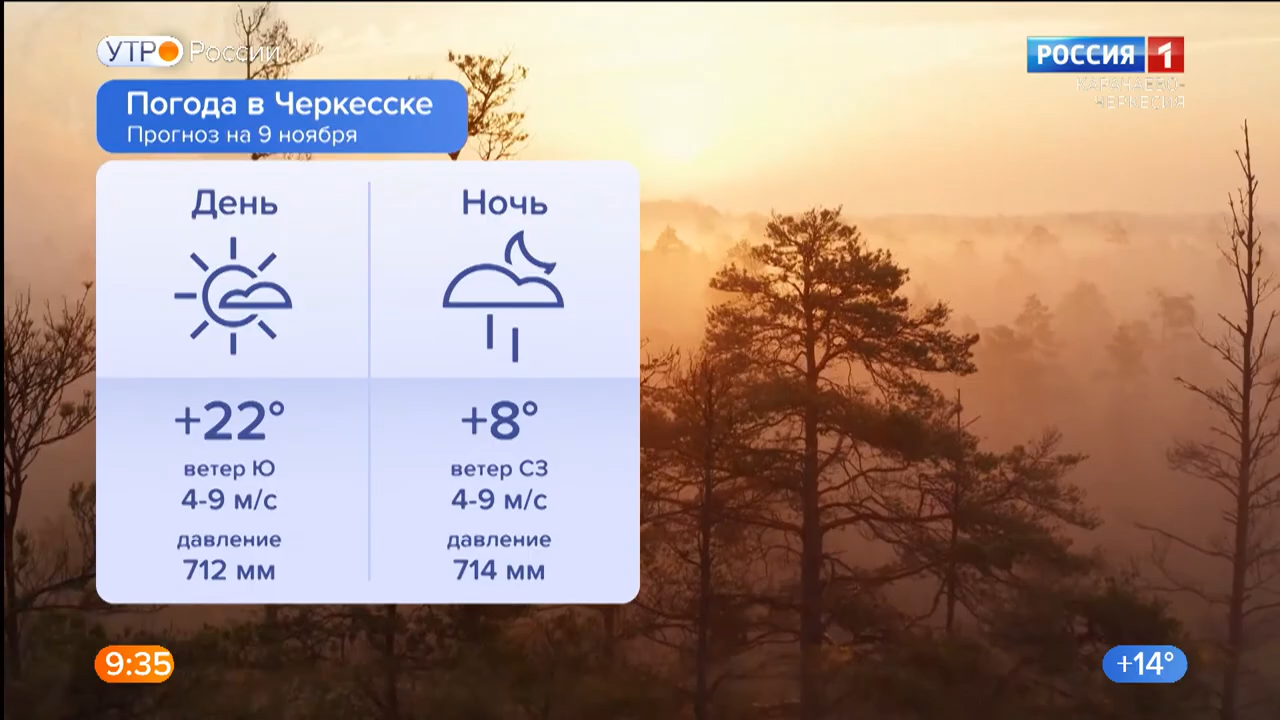 УТРО России
РОССИЯ 1
КАРАЧАЕВО-
ЧЕРКЕСИЯ
Погода в Черкесске
Прогноз на 9 ноября
День
Ночь
+22°
+8°
ветер Ю
ветер СЗ
4-9 м/с
4-9 м/с
давление
давление
712 мм
714 мм
9:35
+14°